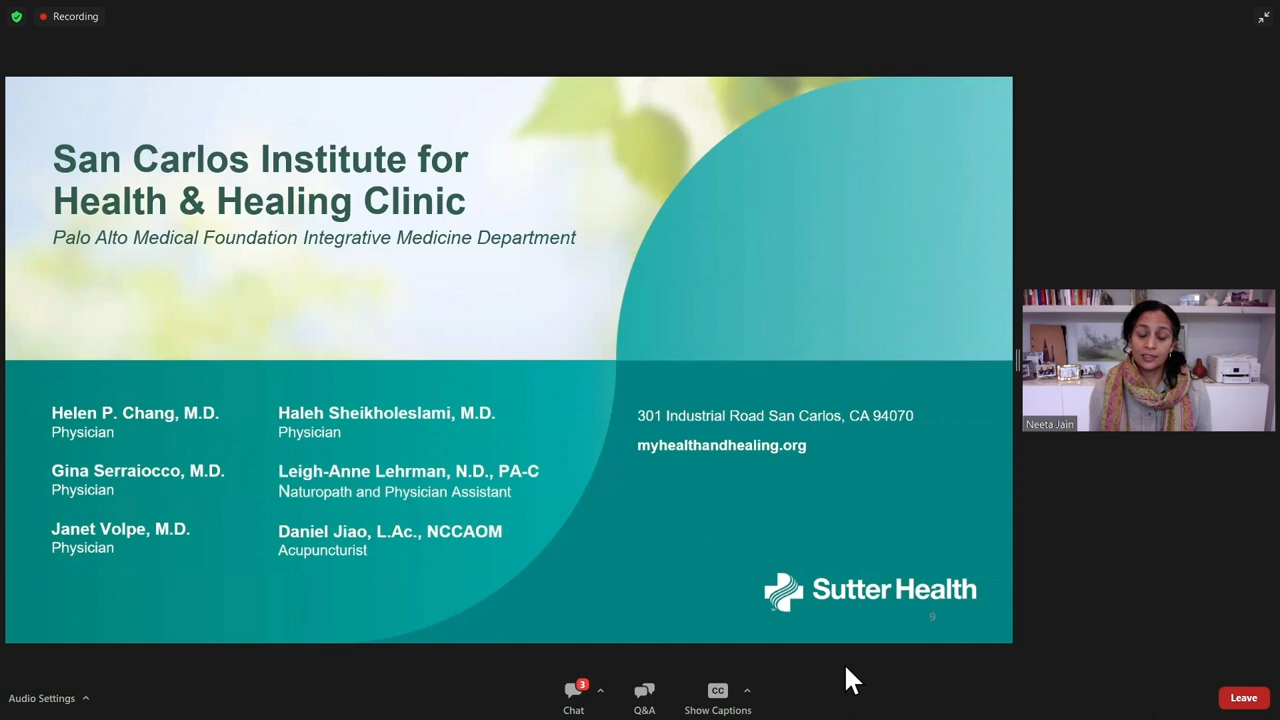 Recording
San Carlos Institute for
Health & Healing Clinic
Palo Alto Medical Foundation Integrative Medicine Department
Helen P. Chang, M.D.
Physician
Gina Serraiocco, M.D.
Physician
Janet Volpe, M.D.
Physician
Haleh Sheikholeslami, M.D.
Physician
Leigh-Anne Lehrman, N.D., PA-C
Naturopath and Physician Assistant
Daniel Jiao, L.Ac., NCCAOM
Acupuncturist
301 Industrial Road San Carlos, CA 94070
myhealthandhealing.org
Sutter Health
9
Neeta Jain
Audio Settings
3
Chat
Q&A
CC
Show Captions
Leave